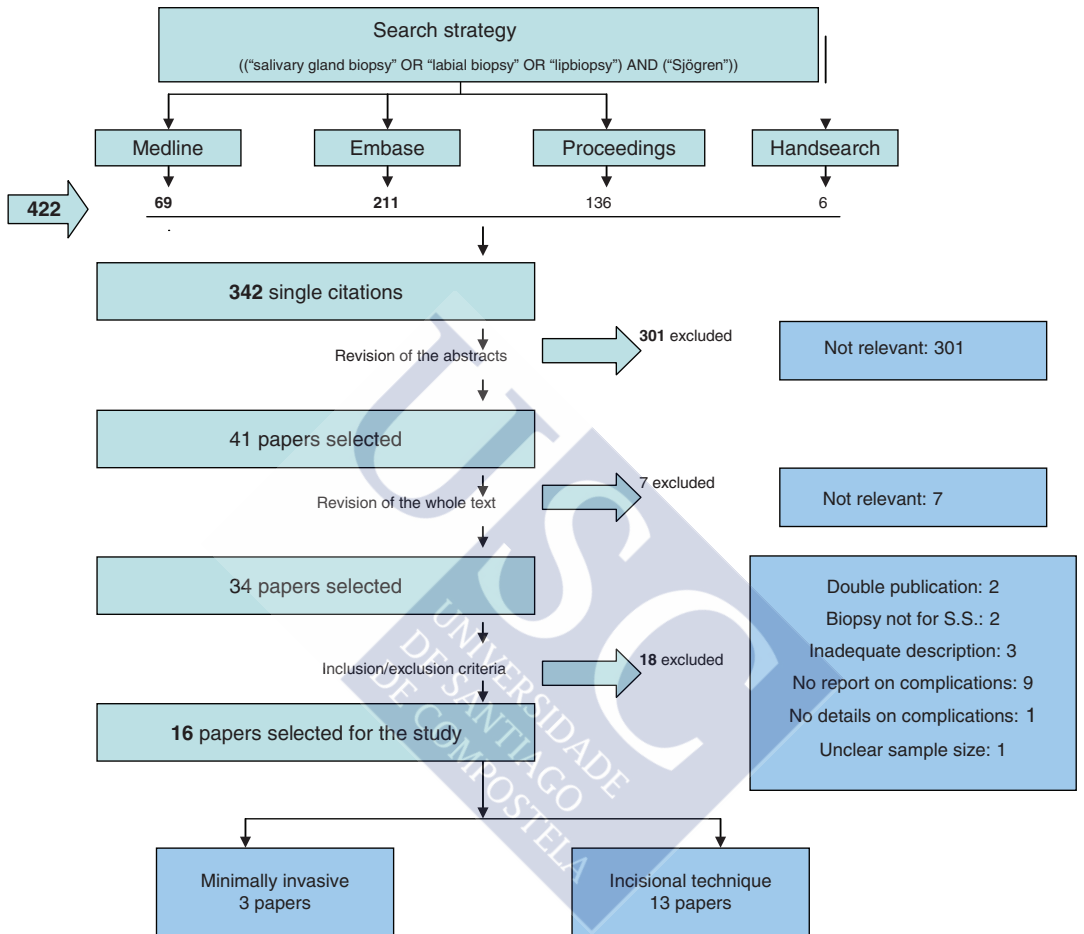 Search strategy
((“salivary gland biopsy” OR “labial biopsy” OR “lipbiopsy”) AND (“Sjögren”))
Medline
Embase
Proceedings
Handsearch
422
69
211
136
6
342 single citations
Revision of the abstracts
301 excluded
Not relevant: 301
41 papers selected
Revision of the whole text
7 excluded
Not relevant: 7
34 papers selected
Inclusion/exclusion criteria
18 excluded
Double publication: 2
Biopsy not for S.S.: 2
Inadequate description: 3
No report on complications: 9
No details on complications: 1
Unclear sample size: 1
16 papers selected for the study
Minimally invasive
3 papers
Incisional technique
13 papers
USC
UNIVERSIDADE
DE SANTIAGO
DE COMPOSTELA